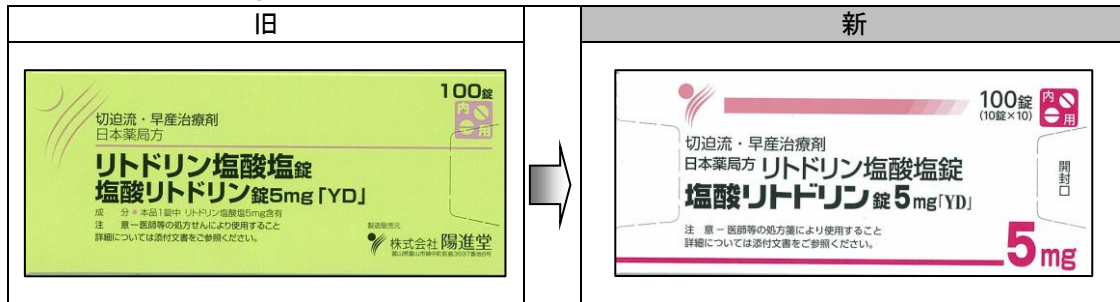 旧
新
100錠
内
用
切迫流・早産治療剤
日本薬局方
リトドリン塩酸塩錠
塩酸リトドリン錠5mg「YD」
成 分＊本品1錠中 リトドリン塩酸塩5mg含有
注 意－医師等の処方せんにより使用すること
詳細については添付文書をご参照ください。
製造販売元
株式会社 陽進堂
100錠
(10錠×10)
内
用
切迫流・早産治療剤
日本薬局方 リトドリン塩酸塩錠
塩酸リトドリン錠5mg「YD」
開封口
注 意－医師等の処方箋により使用すること
詳細については添付文書をご参照ください。
5mg